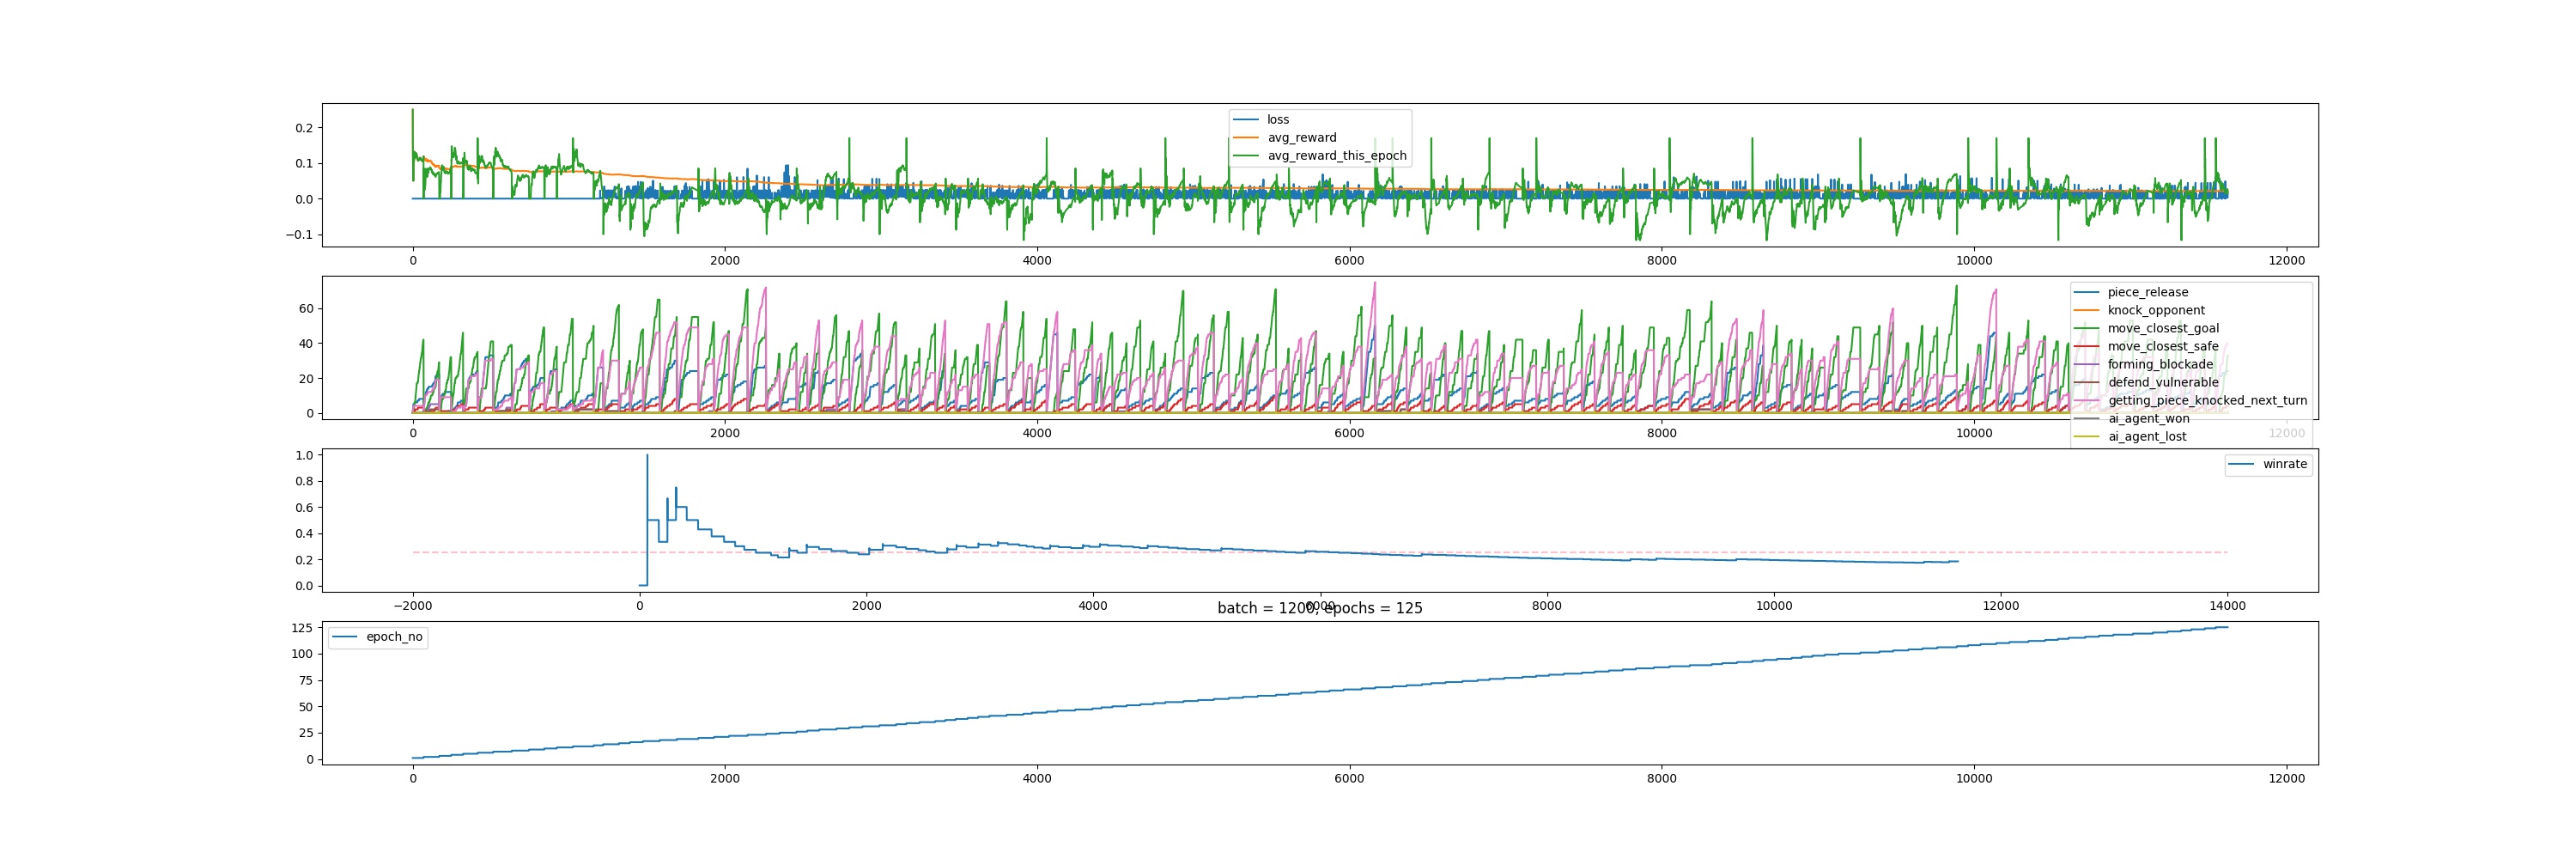 loss
avg_reward
avg_reward_this_epoch
0.2
0.1
0.0
−0.1
0 2000 4000 6000 8000 10000 12000
piece_release
knock_opponent
move_closest_goal
move_closest_safe
forming_blockade
defend_vulnerable
getting_piece_knocked_next_turn
ai_agent_won
ai_agent_lost
60
40
20
0
0 2000 4000 6000 8000 10000 12000
winrate
1.0
0.8
0.6
0.4
0.2
0.0
−2000 0 2000 4000 6000 8000 10000 12000 14000
batch = 1200, epochs = 125
epoch_no
125
100
75
50
25
0
0 2000 4000 6000 8000 10000 12000